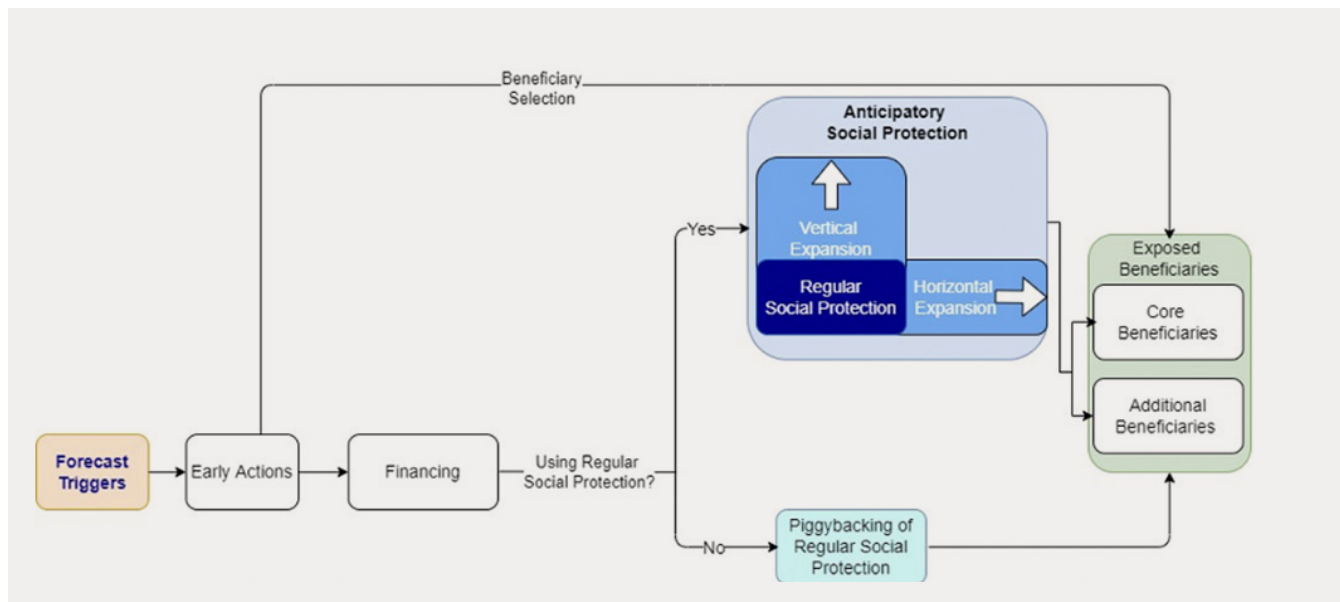 Beneficiary
Selection
Anticipatory
Social Protection
Vertical
Expansion
Regular
Social Protection
Horizontal
Expansion
Yes
Exposed
Beneficiaries
Core
Beneficiaries
Additional
Beneficiaries
Forecast
Triggers
Early Actions
Financing
Using Regular
Social Protection?
No
Piggybacking of
Regular Social
Protection